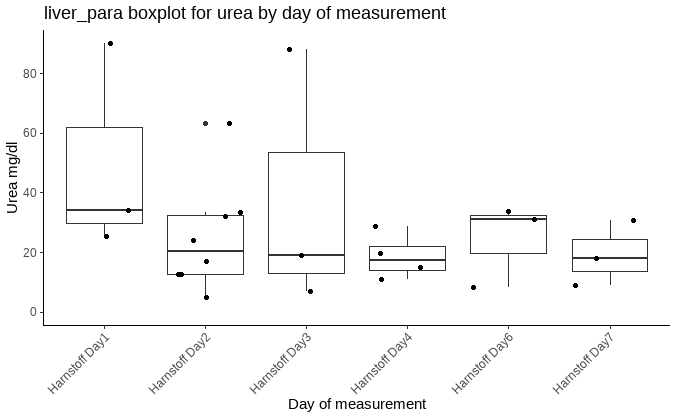 liver_para boxplot for urea by day of measurement
Urea mg/dl
80
60
40
20
0
Harnstoff Day1
Harnstoff Day2
Harnstoff Day3
Harnstoff Day4
Harnstoff Day6
Harnstoff Day7
Day of measurement